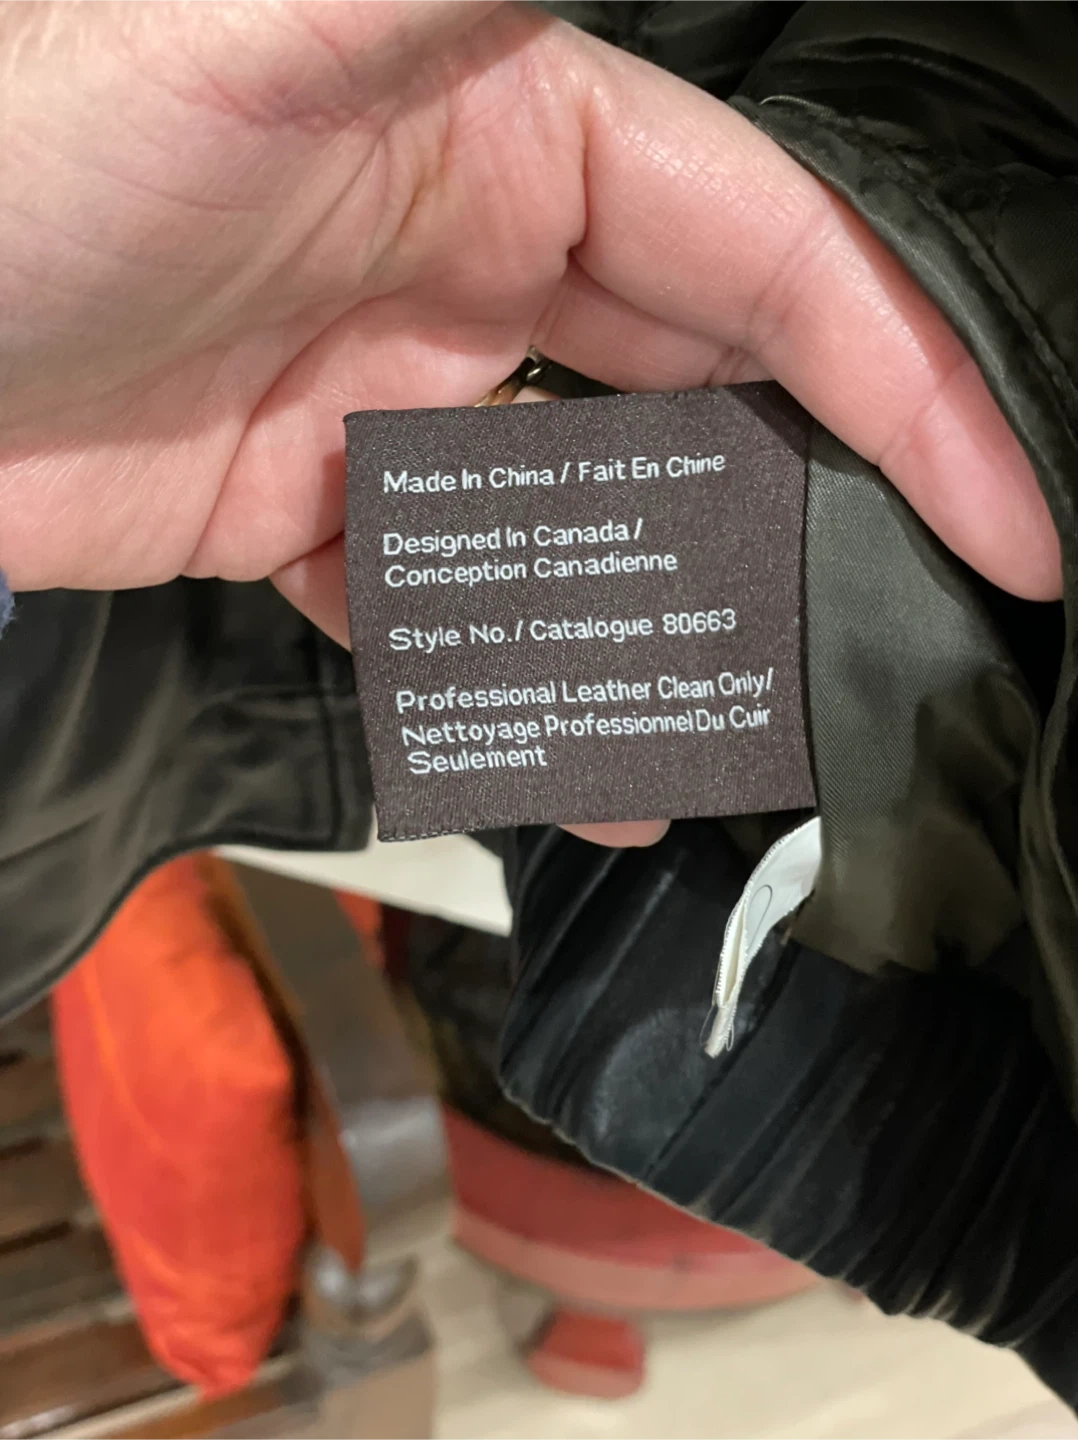 Made In China / Fait En Chine
Designed In Canada /
Conception Canadienne
Style No. / Catalogue 80663
Professional Leather Clean Only /
Nettoyage Professionnel Du Cuir
Seulement